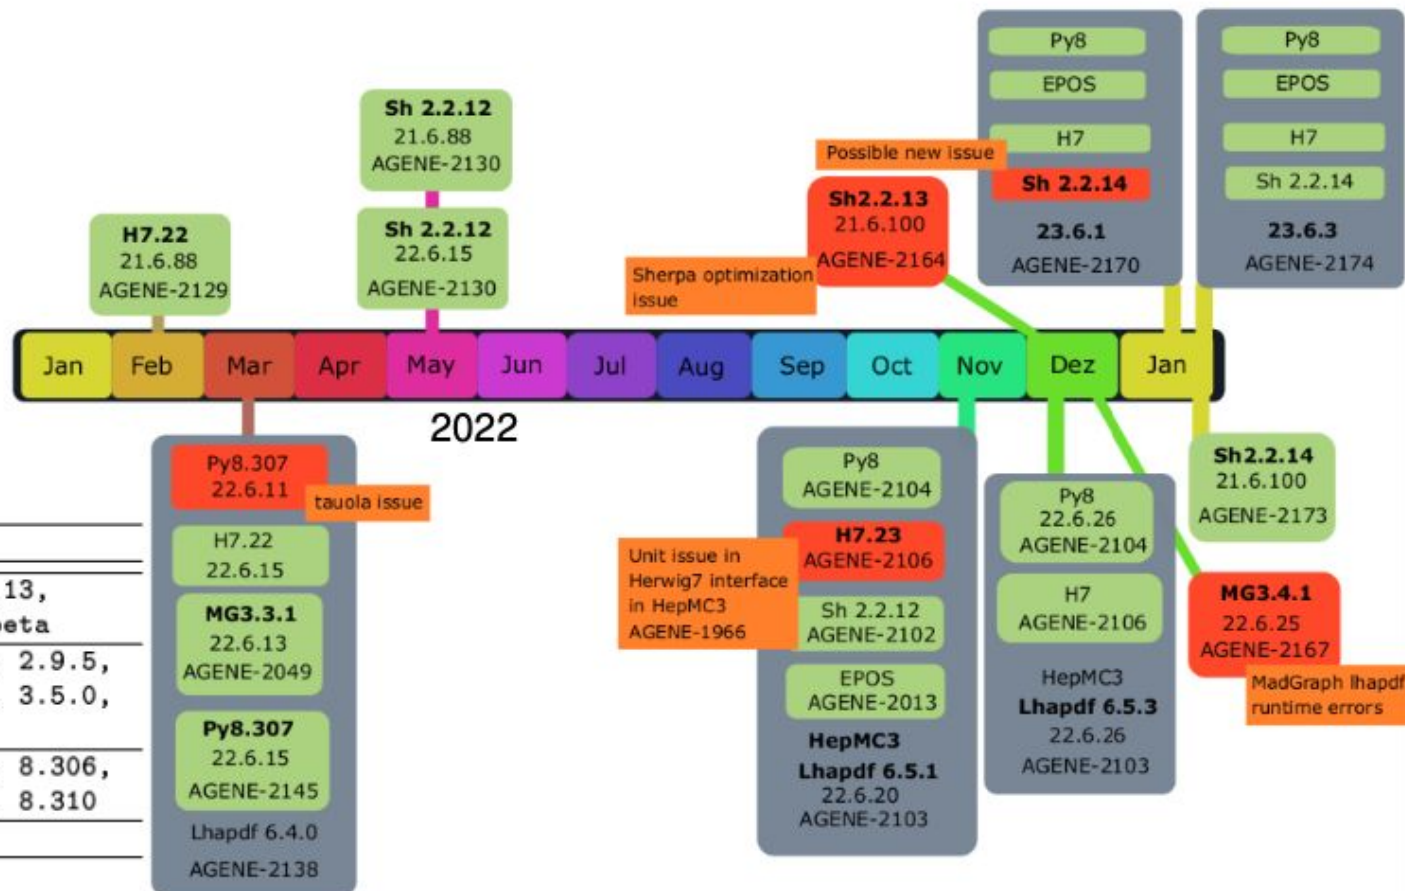 Py8
EPOS
H7
Sh 2.2.14
23.6.1
AGENE-2170
Py8
EPOS
H7
Sh 2.2.14
23.6.3
AGENE-2174
Sh 2.2.12
21.6.88
AGENE-2130
Sh 2.2.12
22.6.15
AGENE-2130
Possible new issue
Sh2.2.13
21.6.100
AGENE-2164
Sherpa optimization
issue
H7.22
21.6.88
AGENE-2129
Jan Feb Mar Apr May Jun Jul Aug Sep Oct Nov Dez Jan
2022
Py8.307
22.6.11
tauola issue
H7.22
22.6.15
MG3.3.1
22.6.13
AGENE-2049
Py8.307
22.6.15
AGENE-2145
Lhapdf 6.4.0
AGENE-2138
13,
beta
2.9.5,
3.5.0,
8.306,
8.310
Py8
AGENE-2104
H7.23
AGENE-2106
Unit issue in
Herwig7 interface
in HepMC3
AGENE-1966
Sh 2.2.12
AGENE-2102
EPOS
AGENE-2013
HepMC3
Lhapdf 6.5.1
22.6.20
AGENE-2103
Py8
22.6.26
AGENE-2104
H7
AGENE-2106
HepMC3
Lhapdf 6.5.3
22.6.26
AGENE-2103
Sh2.2.14
21.6.100
AGENE-2173
MG3.4.1
22.6.25
AGENE-2167
MadGraph lhapdf
runtime errors